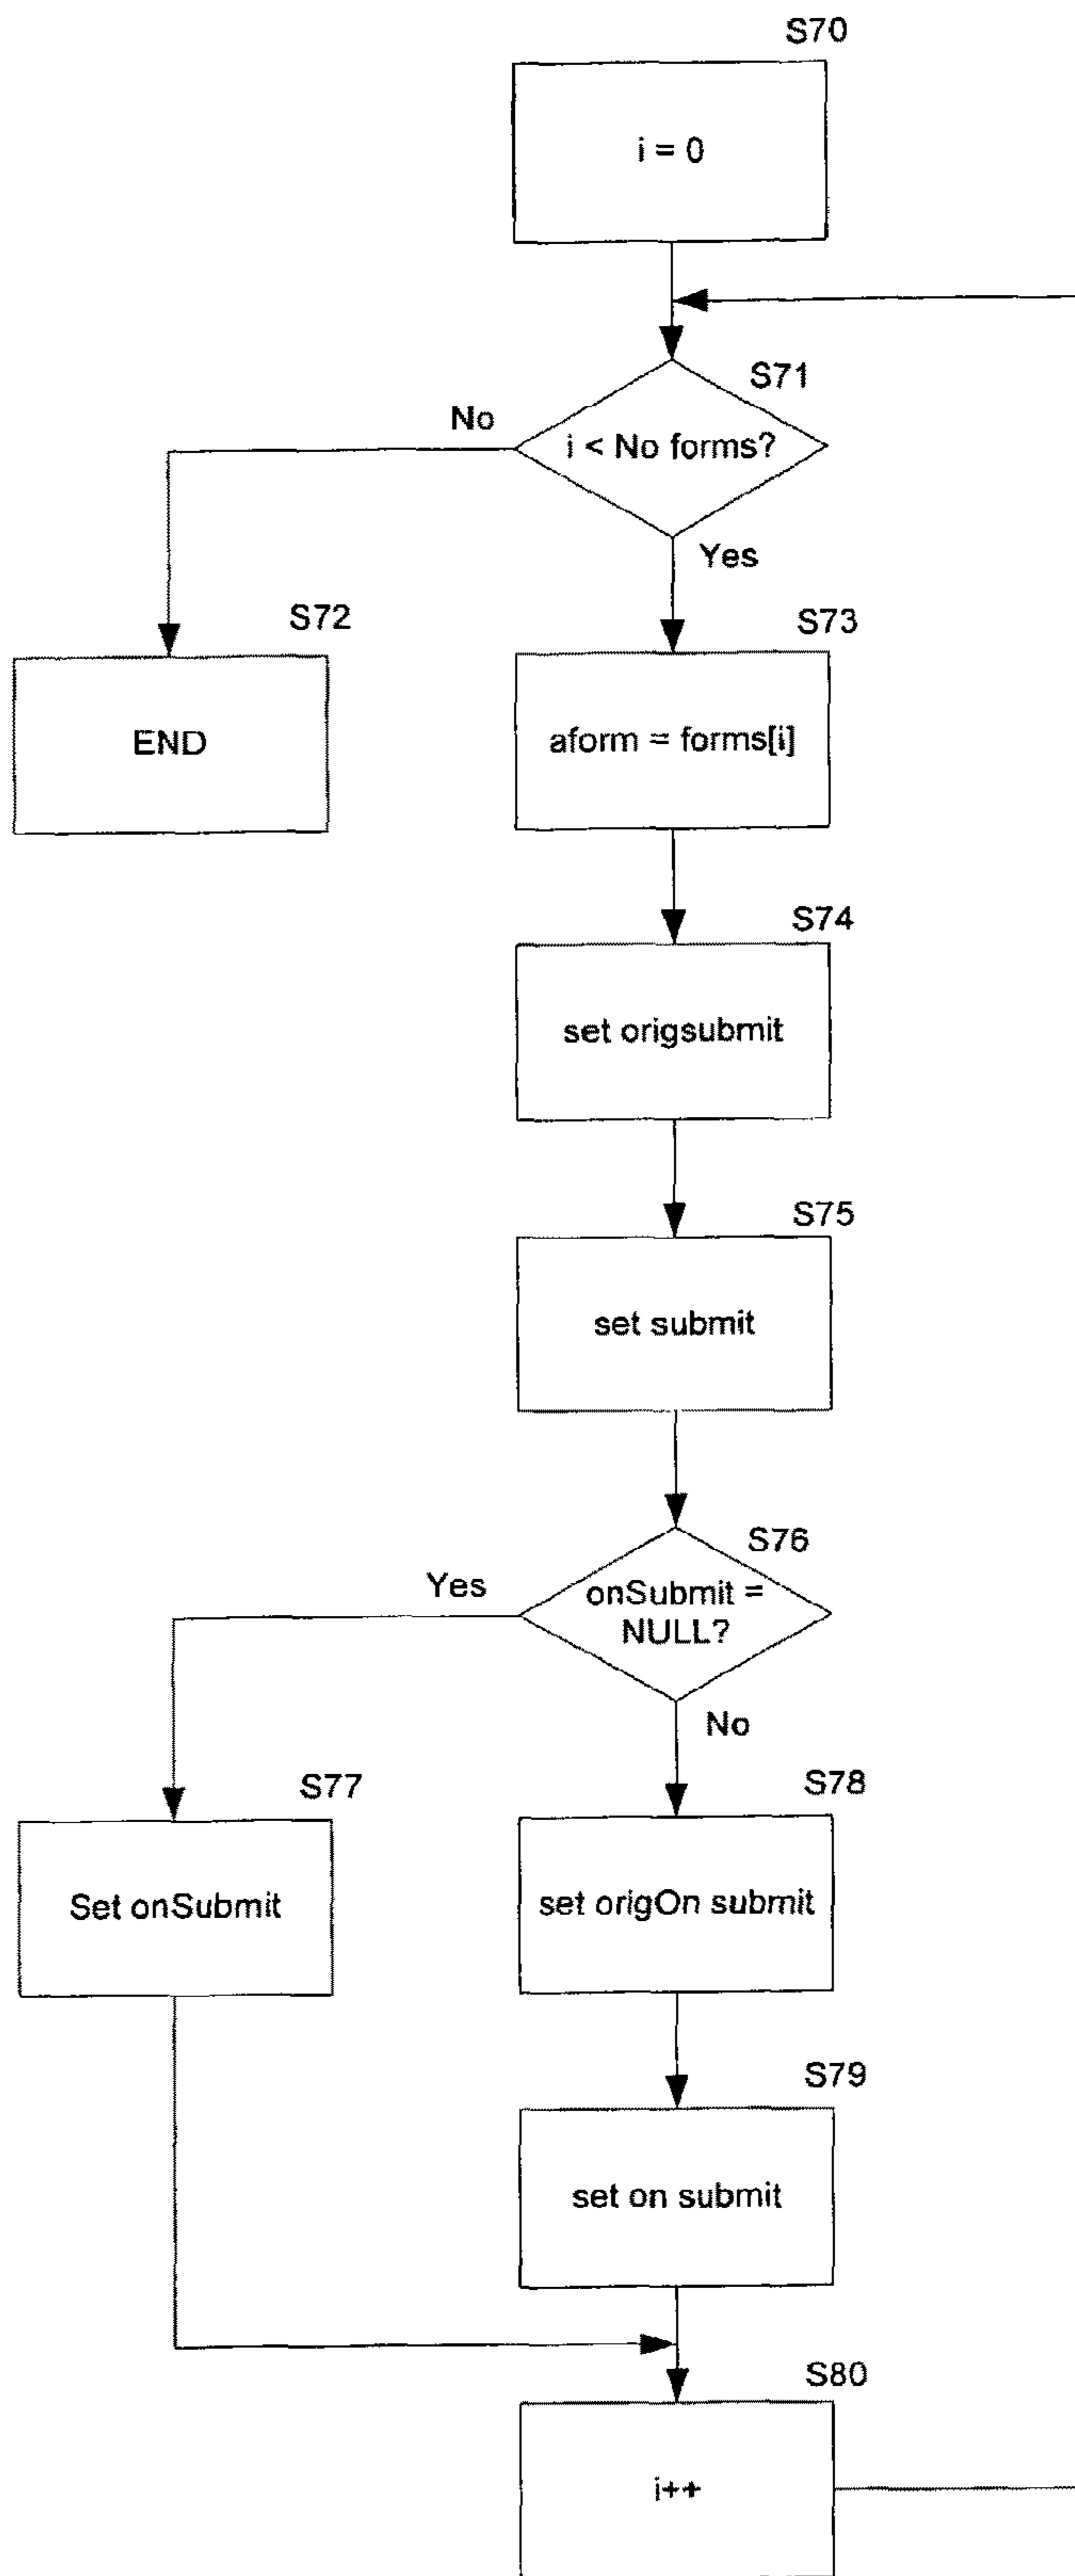 S70
i = 0
S71
No
i < No forms?
Yes
S72
S73
END
aform = forms[i]
S74
set origsubmit
S75
set submit
S76
Yes
onSubmit =
NULL?
No
S77
S78
Set onSubmit
set origOn submit
S79
set on submit
S80
i++